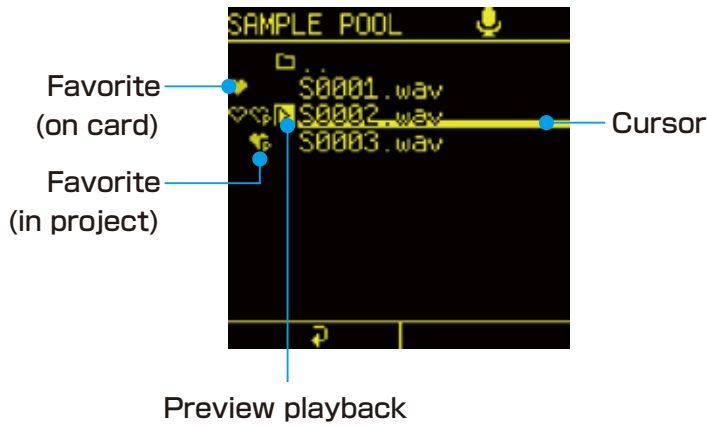 SAMPLE POOL
..
Favorite
(on card)
S0001.wav
S0002.wav
Cursor
S0003.wav
Favorite
(in project)
Preview playback